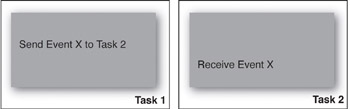 Send Event X to Task 2
Task 1
Receive Event X
Task 2